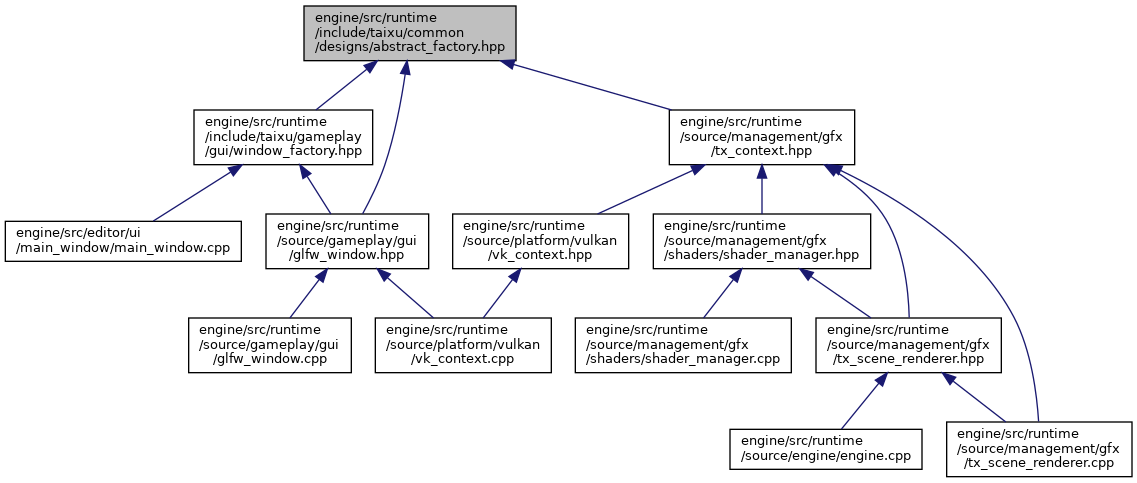 engine/src/runtime
/include/taixu/common
/designs/abstract_factory.hpp
engine/src/runtime
/include/taixu/gameplay
/gui/window_factory.hpp
engine/src/runtime
/source/management/gfx
/tx_context.hpp
engine/src/editor/ui
/main_window/main_window.cpp
engine/src/runtime
/source/gameplay/gui
/glfw_window.hpp
engine/src/runtime
/source/platform/vulkan
/vk_context.hpp
engine/src/runtime
/source/management/gfx
/shaders/shader_manager.hpp
engine/src/runtime
/source/gameplay/gui
/glfw_window.cpp
engine/src/runtime
/source/platform/vulkan
/vk_context.cpp
engine/src/runtime
/source/management/gfx
/shaders/shader_manager.cpp
engine/src/runtime
/source/management/gfx
/tx_scene_renderer.hpp
engine/src/runtime
/source/engine/engine.cpp
engine/src/runtime
/source/management/gfx
/tx_scene_renderer.cpp